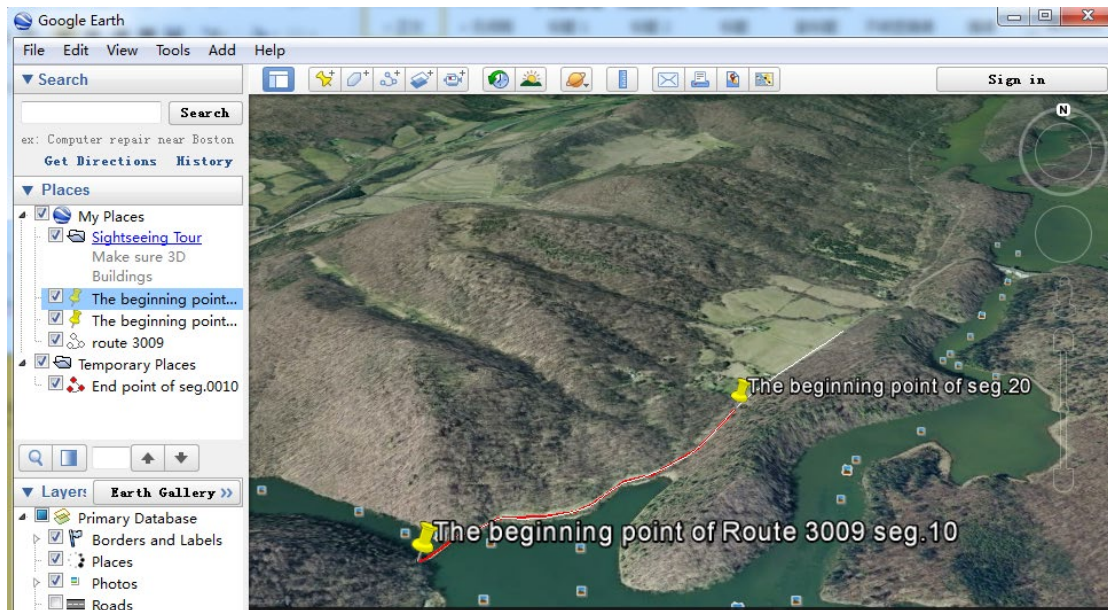 Google Earth
File Edit View Tools Add Help
Search
Sign in
Search
ex: Computer repair near Boston
Get Directions History
Places
My Places
Sightseeing Tour
Make sure 3D
Buildings
The beginning point...
The beginning point...
route 3009
Temporary Places
End point of seg.0010
Layers Earth Gallery >>
Primary Database
Borders and Labels
Places
Photos
Roads
N
The beginning point of seg.20
The beginning point of Route 3009 seg.10